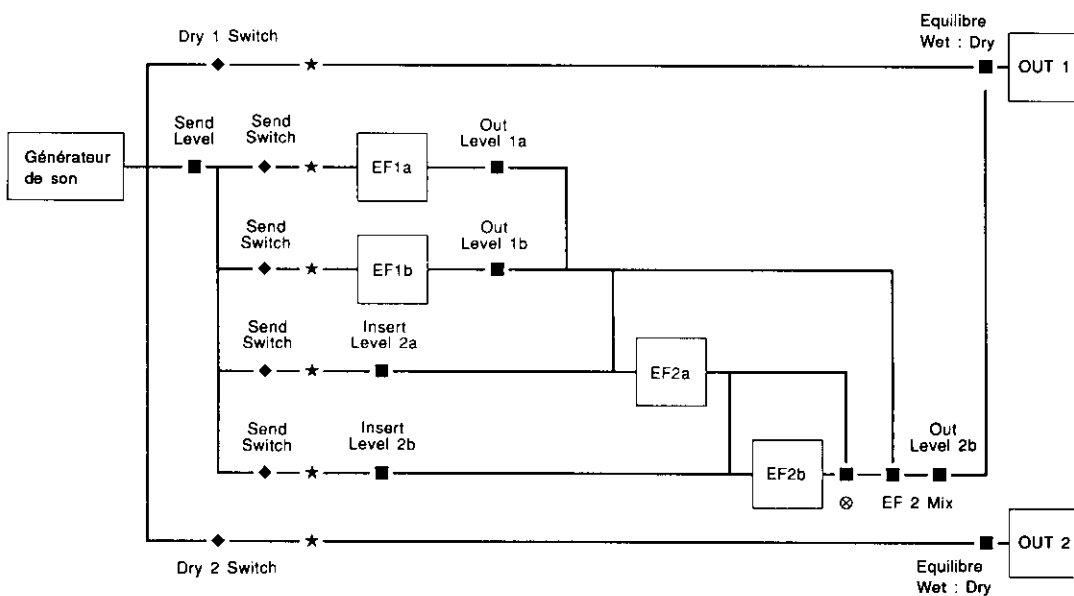 Equilibre
Wet : Dry
Dry 1 Switch
OUT 1
Send
Level
Send
Switch
Out
Level 1a
Générateur
de son
EF1a
Send
Switch
Out
Level 1b
EF1b
Send
Switch
Insert
Level 2a
EF2a
Send
Switch
Insert
Level 2b
Out
Level 2b
EF2b
⊗
EF 2 Mix
OUT 2
Dry 2 Switch
Equilibre
Wet : Dry